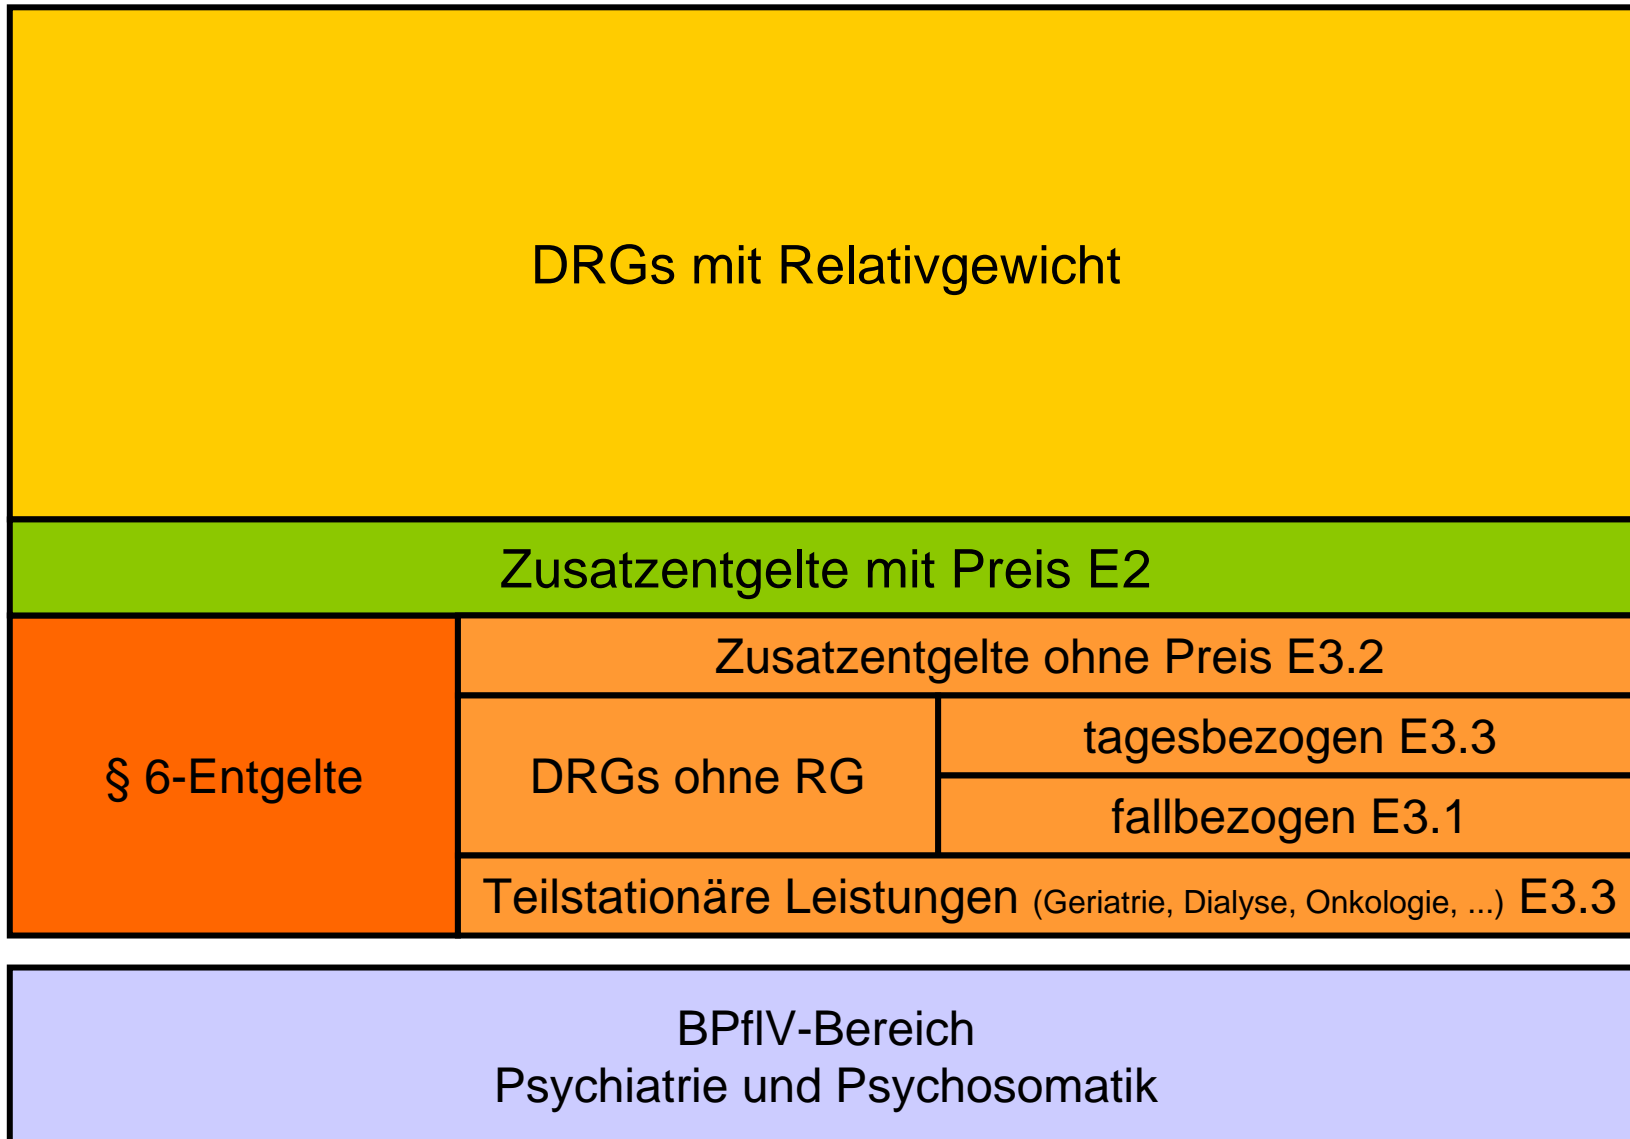 DRGs mit Relativgewicht
Zusatzentgelte mit Preis E2
§ 6-Entgelte
Zusatzentgelte ohne Preis E3.2
DRGs ohne RG
tagesbezogen E3.3
fallbezogen E3.1
Teilstationäre Leistungen (Geriatrie, Dialyse, Onkologie, ...) E3.3
BPflV-Bereich
Psychiatrie und Psychosomatik